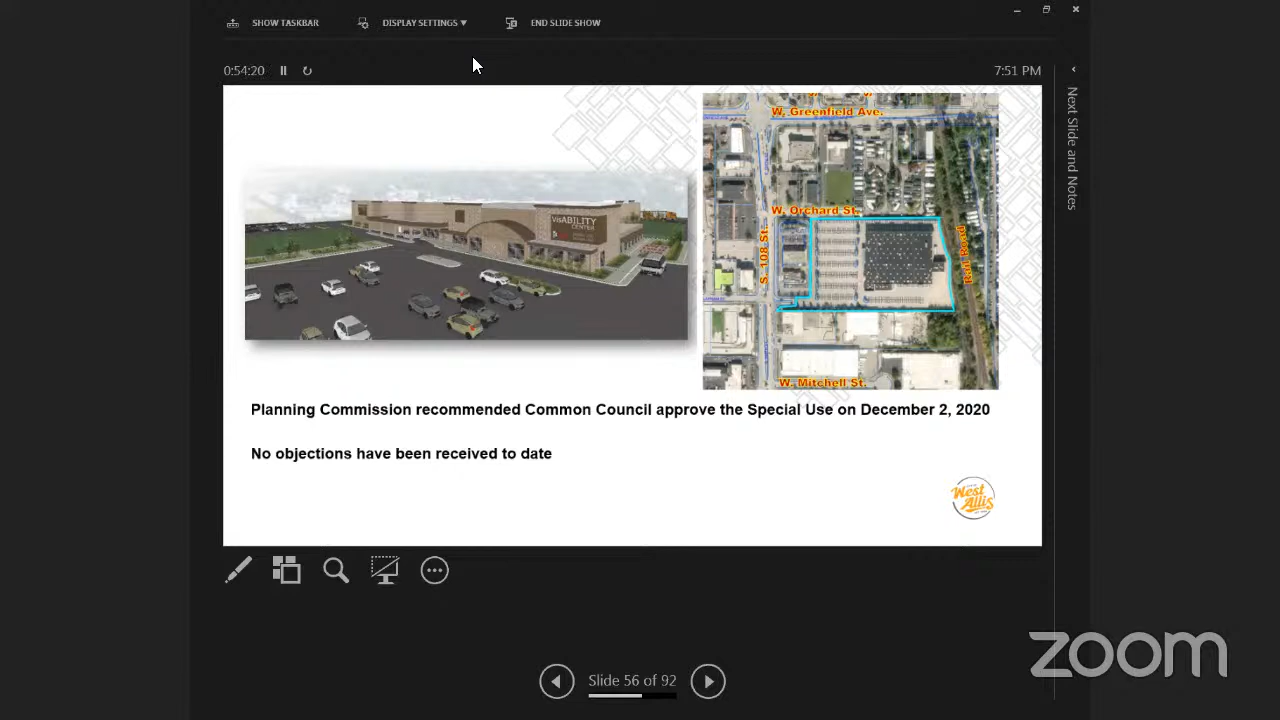 SHOW TASKBAR
DISPLAY SETTINGS ▼
END SLIDE SHOW
0:54:20
7:51 PM
Next Slide and Notes
W. Greenfield Ave.
W. Orchard St.
S. 108 St.
Rail Road
W. Mitchell St.
VisABILITY
CENTER
Planning Commission recommended Common Council approve the Special Use on December 2, 2020
No objections have been received to date
West
Allis
Slide 56 of 92
zoom